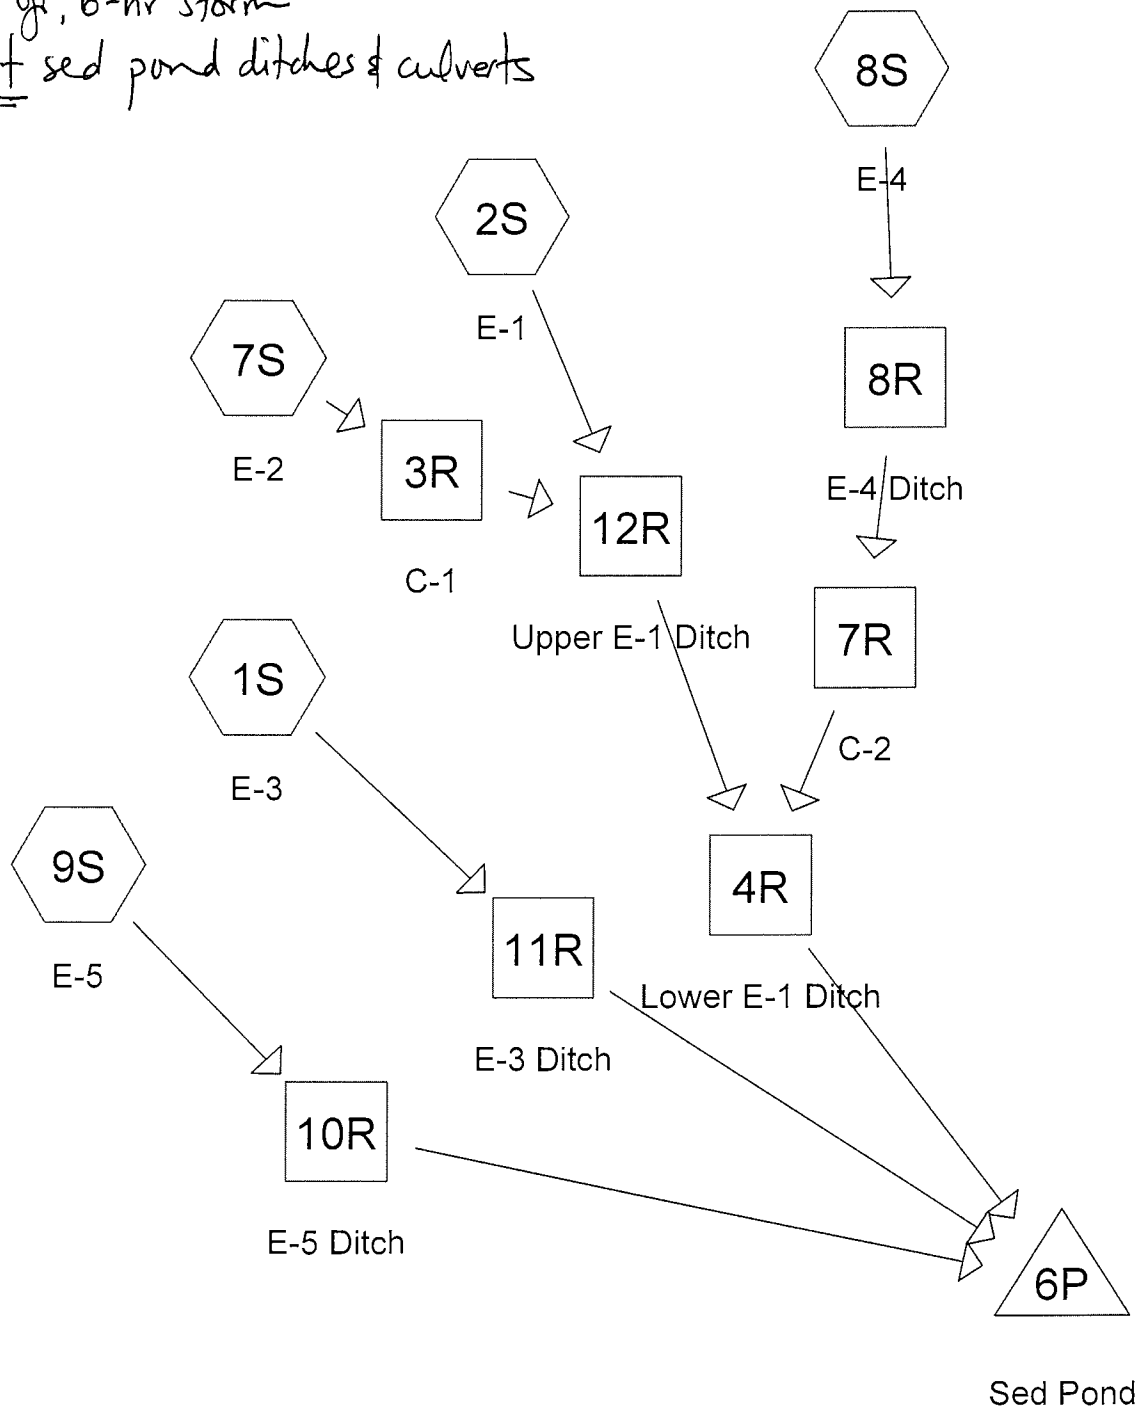 yr, 6-hr storm
sed pond ditches & culverts
8S
E-4
2S
E-1
7S
E-2
8R
E-4 Ditch
3R
C-1
12R
Upper E-1 Ditch
7R
C-2
1S
E-3
4R
Lower E-1 Ditch
9S
E-5
11R
E-3 Ditch
10R
E-5 Ditch
6P
Sed Pond